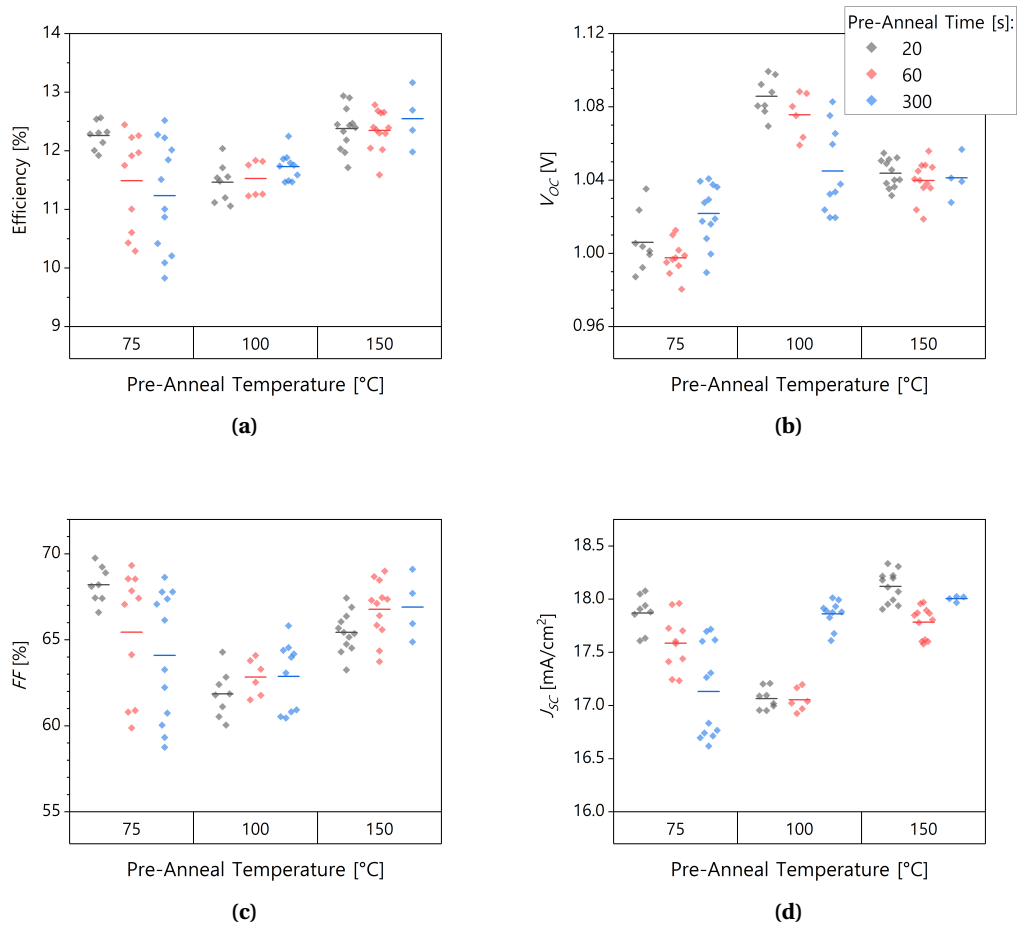 Pre-Anneal Time [s]:
20
60
300
14
13
12
11
10
9
Efficiency [%]
75
100
150
Pre-Anneal Temperature [°C]
(a)
1.12
1.08
1.04
1.00
0.96
V_OC [V]
75
100
150
Pre-Anneal Temperature [°C]
(b)
70
65
60
55
FF [%]
75
100
150
Pre-Anneal Temperature [°C]
(c)
18.5
18.0
17.5
17.0
16.5
16.0
J_SC [mA/cm²]
75
100
150
Pre-Anneal Temperature [°C]
(d)